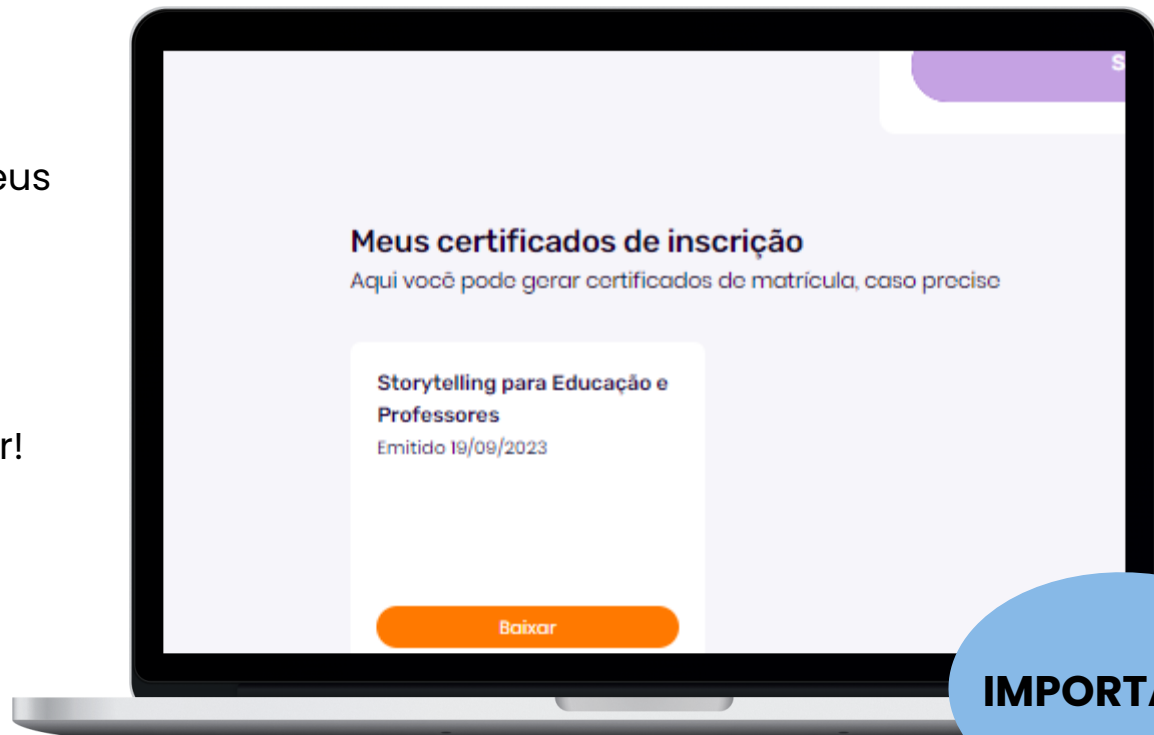 eus
r!
S
Meus certificados de inscrição
Aqui você pode gerar certificados de matrícula, caso precise
Storytelling para Educação e
Professores
Emitido 19/09/2023
Baixar
IMPORTA